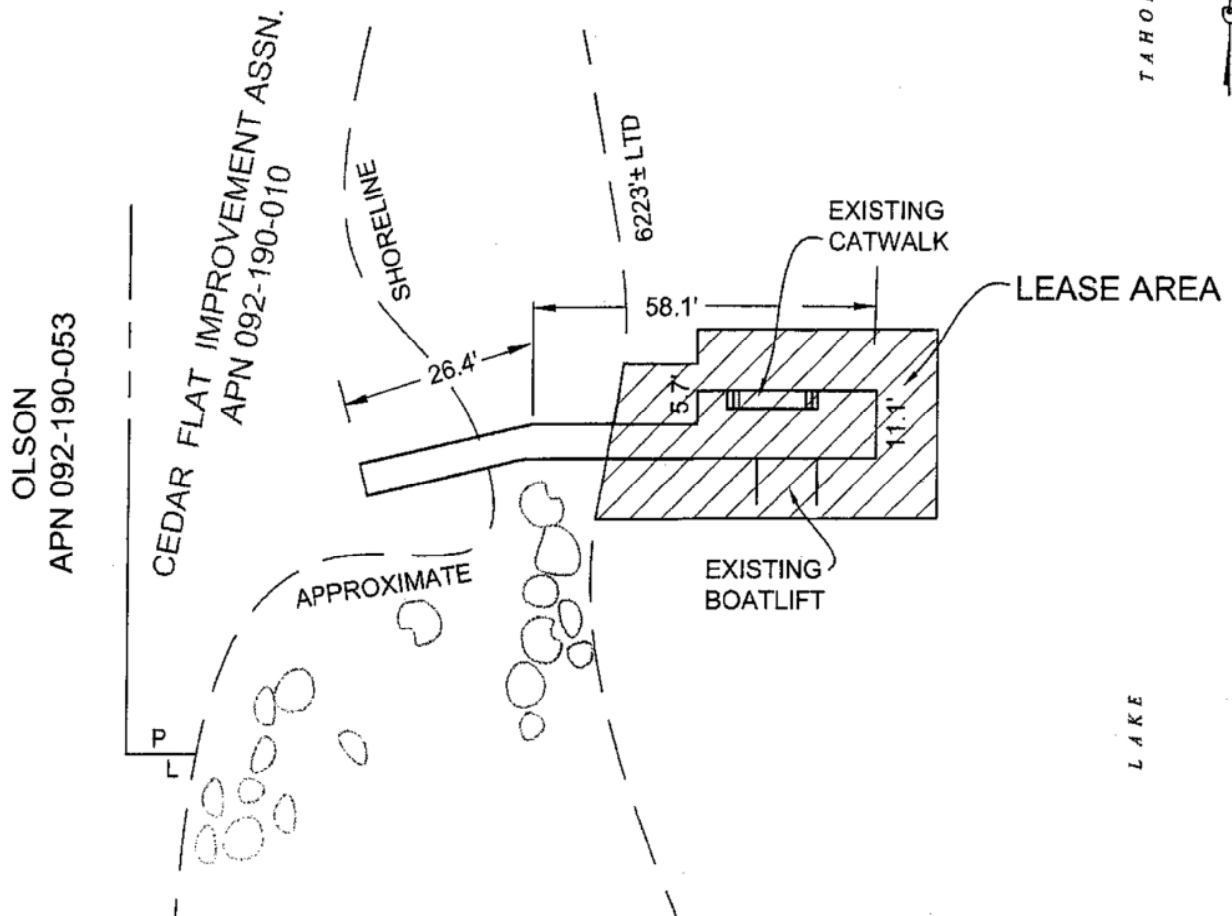 TAHO
CEDAR FLAT IMPROVEMENT ASSN.
APN 092-190-010
OLSON
APN 092-190-053
SHORELINE
6223'± LTD
EXISTING
CATWALK
LEASE AREA
58.1'
26.4'
5.7'
11.1'
APPROXIMATE
EXISTING
BOATLIFT
P
L
LAKE